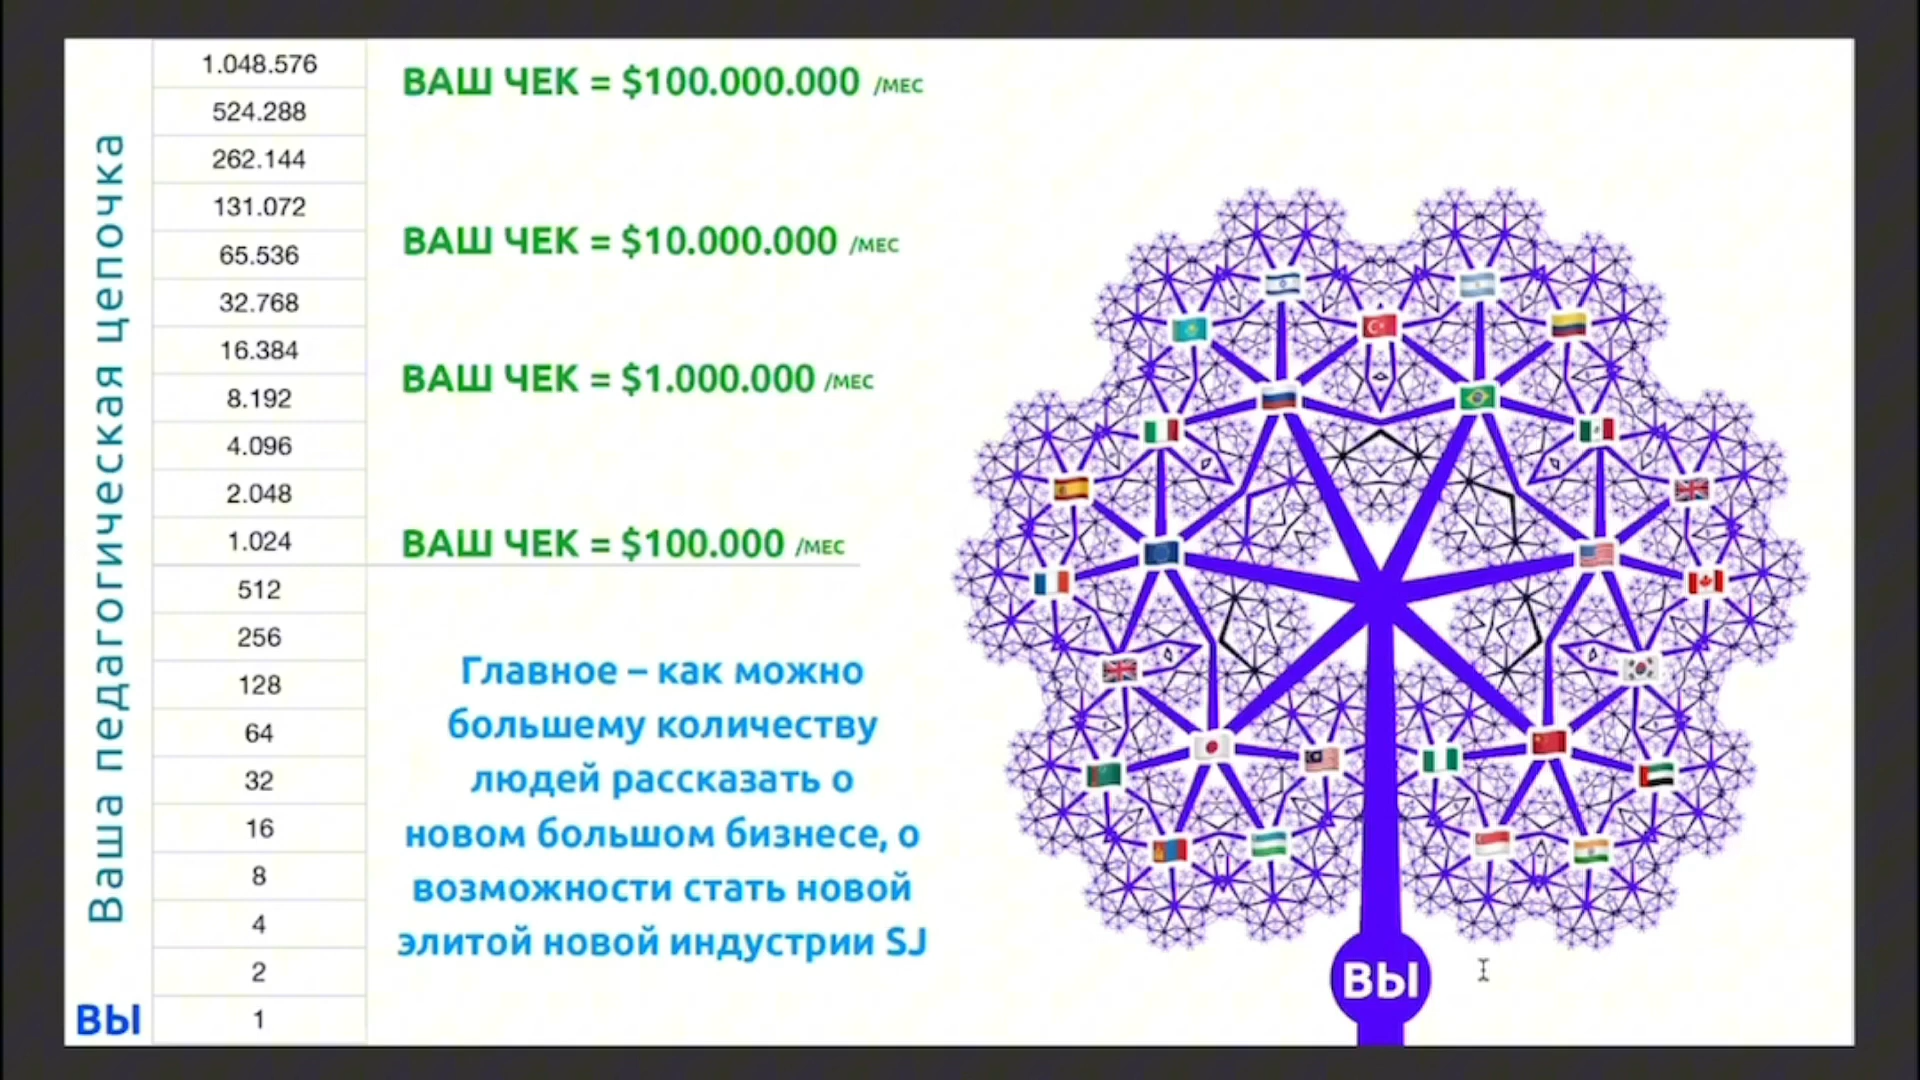 Ваша педагогическая цепочка
ВЫ
1.048.576
524.288
262.144
131.072
65.536
32.768
16.384
8.192
4.096
2.048
1.024
512
256
128
64
32
16
8
4
2
1
ВАШ ЧЕК = $100.000.000 /МЕС
ВАШ ЧЕК = $10.000.000 /МЕС
ВАШ ЧЕК = $1.000.000 /МЕС
ВАШ ЧЕК = $100.000 /МЕС
Главное – как можно
большему количеству
людей рассказать о
новом большом бизнесе, о
возможности стать новой
элитой новой индустрии SJ
ВЫ